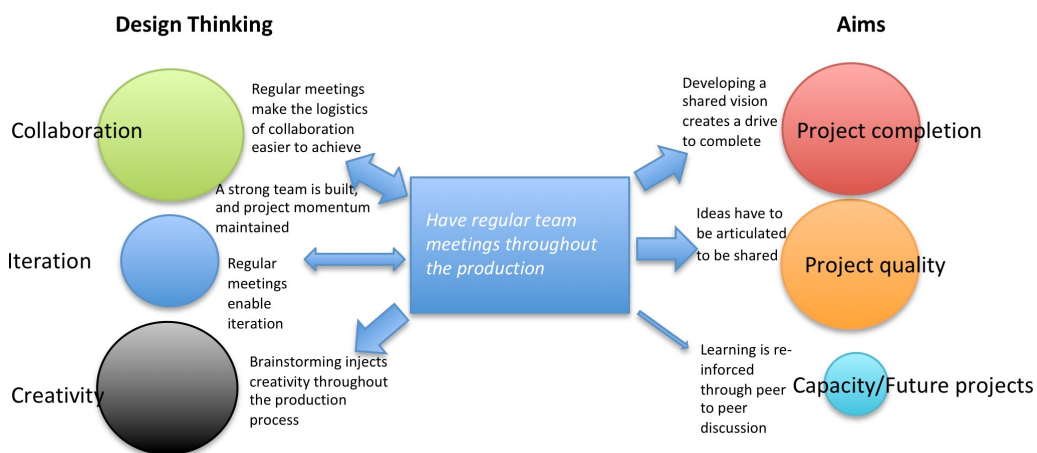 Design Thinking
Aims
Collaboration
Regular meetings
make the logistics
of collaboration
easier to achieve
A strong team is built,
and project momentum
maintained
Iteration
Regular
meetings
enable
iteration
Creativity
Brainstorming injects
creativity throughout
the production
process
Have regular team
meetings throughout
the production
Developing a
shared vision
creates a drive
to complete
Project completion
Ideas have to
be articulated
to be shared
Project quality
Learning is re-
inforced
through peer
to peer
discussion
Capacity/Future projects